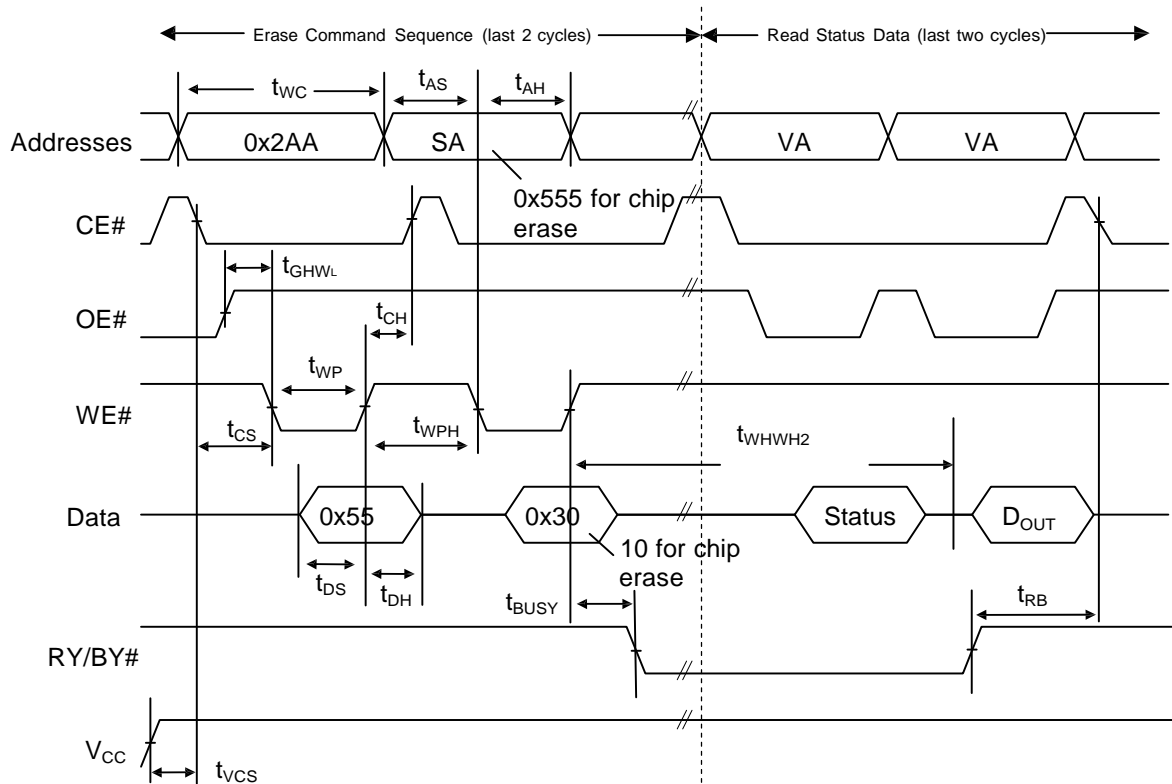 Erase Command Sequence (last 2 cycles) Read Status Data (last two cycles)
tWC tAS tAH
Addresses 0x2AA SA VA VA
0x555 for chip
erase
CE#
tGHWL
OE#
tCH
tWP
WE#
tCS tWPH tWHWH2
Data 0x55 0x30 Status DOUT
10 for chip
erase
tDS tDH
tBUSY tRB
RY/BY#
VCC
tVCS